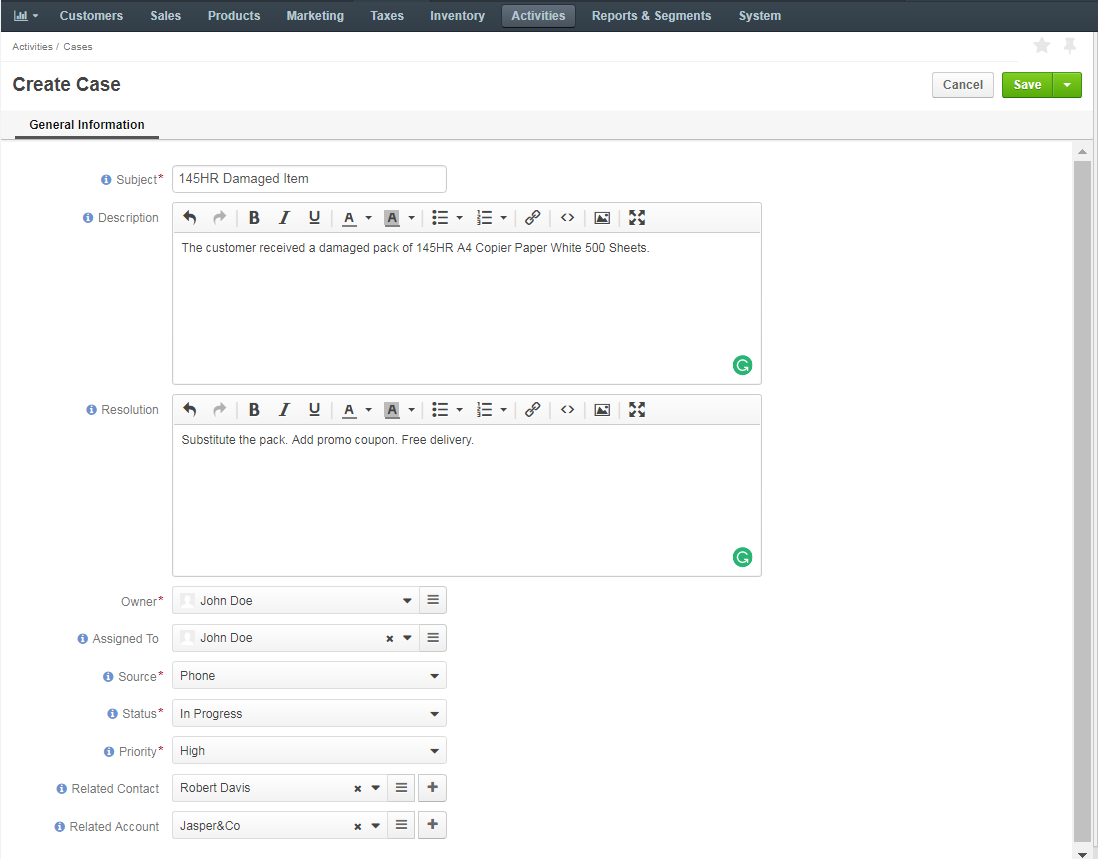 Customers Sales Products Marketing Taxes Inventory Activities Reports & Segments System
Activities / Cases
Create Case
Cancel Save
General Information
Subject* 145HR Damaged Item
Description B I U A A <>
The customer received a damaged pack of 145HR A4 Copier Paper White 500 Sheets.
Resolution B I U A A <>
Substitute the pack. Add promo coupon. Free delivery.
Owner* John Doe
Assigned To John Doe
Source* Phone
Status* In Progress
Priority* High
Related Contact Robert Davis
Related Account Jasper&Co